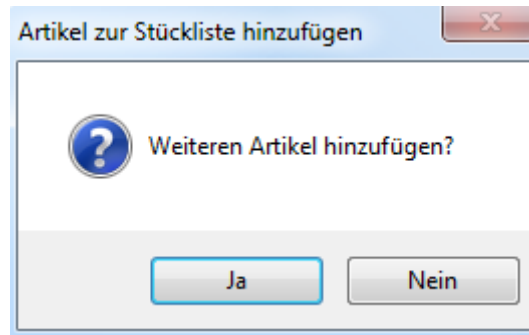 Artikel zur Stückliste hinzufügen
Weiteren Artikel hinzufügen?
Ja
Nein